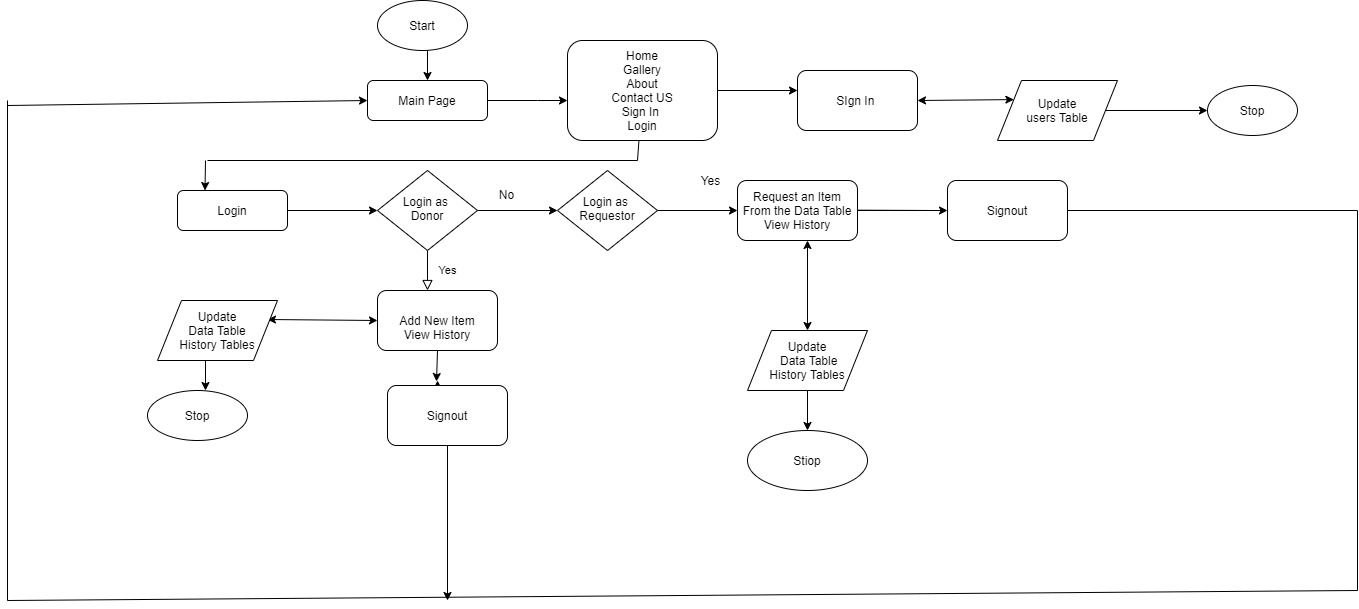 Start
Main Page
Home
Gallery
About
Contact US
Sign In
Login
SIgn In
Update
users Table
Stop
Login
Login as
Donor
No
Login as
Requestor
Yes
Request an Item
From the Data Table
View History
Signout
Yes
Update
Data Table
History Tables
Add New Item
View History
Update
Data Table
History Tables
Stop
Signout
Stiop